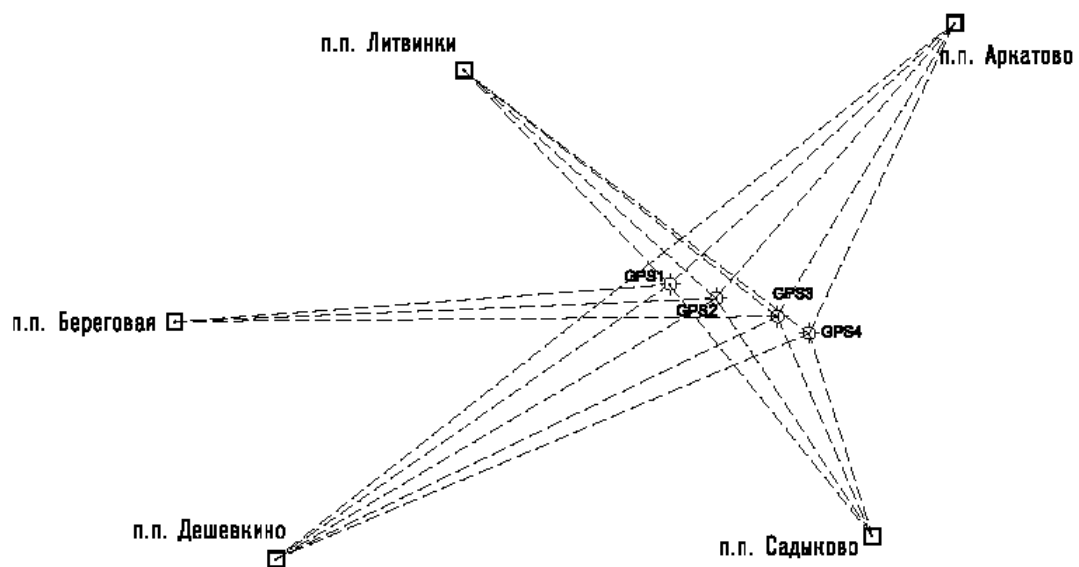 п.п. Литвинки
п.п. Аркатово
GPS1
GPS2
GPS3
GPS4
п.п. Береговая
п.п. Дешевкино
п.п. Садыково